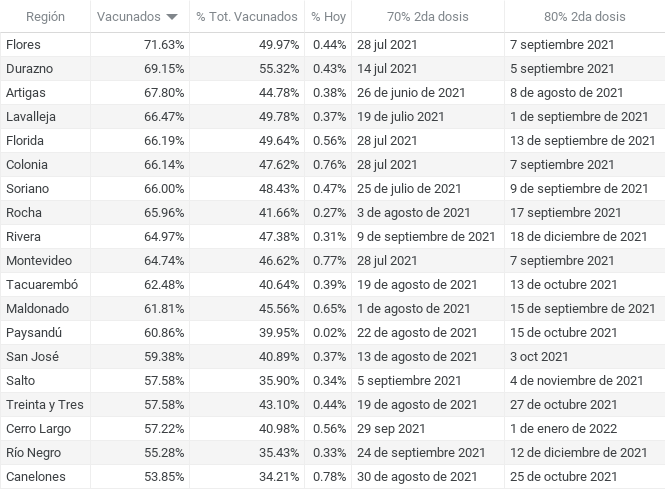 Región Vacunados % Tot. Vacunados % Hoy 70% 2da dosis 80% 2da dosis
Flores 71.63% 49.97% 0.44% 28 jul 2021 7 septiembre 2021
Durazno 69.15% 55.32% 0.43% 14 jul 2021 5 septiembre 2021
Artigas 67.80% 44.78% 0.38% 26 de junio de 2021 8 de agosto de 2021
Lavalleja 66.47% 49.78% 0.37% 19 de julio 2021 1 de septiembre de 2021
Florida 66.19% 49.64% 0.56% 28 jul 2021 13 de septiembre de 2021
Colonia 66.14% 47.62% 0.76% 28 jul 2021 7 septiembre 2021
Soriano 66.00% 48.43% 0.47% 25 de julio de 2021 9 de septiembre de 2021
Rocha 65.96% 41.66% 0.27% 3 de agosto de 2021 17 septiembre 2021
Rivera 64.97% 47.38% 0.31% 9 de septiembre de 2021 18 de diciembre de 2021
Montevideo 64.74% 46.62% 0.77% 28 jul 2021 7 septiembre 2021
Tacuarembó 62.48% 40.64% 0.39% 19 de agosto de 2021 13 de octubre 2021
Maldonado 61.81% 45.56% 0.65% 1 de agosto de 2021 15 de septiembre de 2021
Paysandú 60.86% 39.95% 0.02% 22 de agosto de 2021 15 de octubre 2021
San José 59.38% 40.89% 0.37% 13 de agosto de 2021 3 oct 2021
Salto 57.58% 35.90% 0.34% 5 septiembre 2021 4 de noviembre de 2021
Treinta y Tres 57.58% 43.10% 0.44% 19 de agosto de 2021 27 de octubre 2021
Cerro Largo 57.22% 40.98% 0.56% 29 sep 2021 1 de enero de 2022
Río Negro 55.28% 35.43% 0.33% 24 de septiembre de 2021 12 de diciembre de 2021
Canelones 53.85% 34.21% 0.78% 30 de agosto de 2021 25 de octubre de 2021